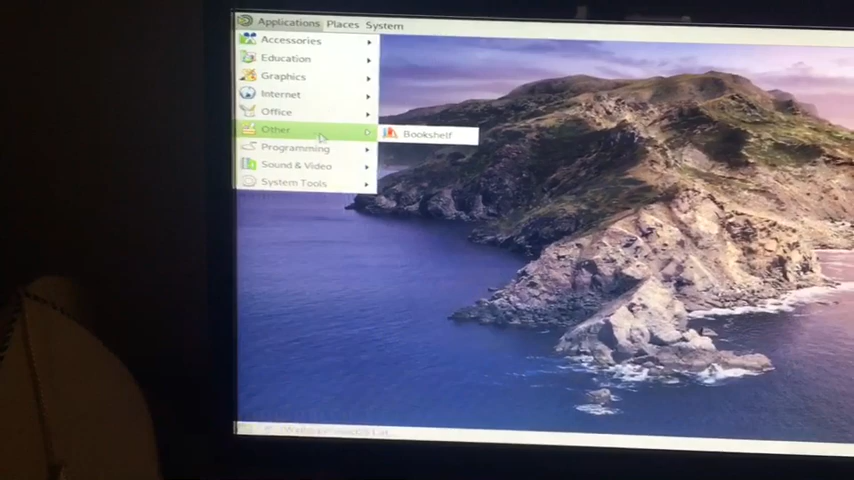 Applications Places System
Accessories
Education
Graphics
Internet
Office
Other
Bookshelf
Programming
Sound & Video
System Tools